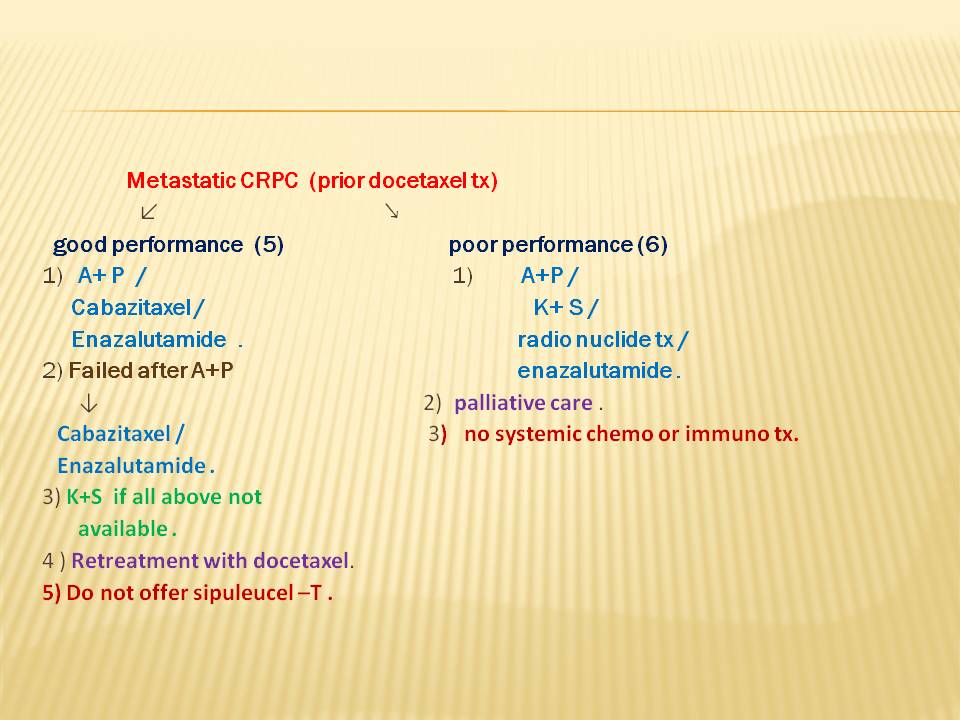 Metastatic CRPC (prior docetaxel tx)
↙ ↘
good performance (5)
1) A+ P /
Cabazitaxel /
Enazalutamide .
2) Failed after A+P
↓
Cabazitaxel /
Enazalutamide .
3) K+S if all above not
available .
4 ) Retreatment with docetaxel.
5) Do not offer sipuleucel –T .
poor performance (6)
1) A+P /
K+ S /
radio nuclide tx /
enazalutamide .
2) palliative care .
3) no systemic chemo or immuno tx.